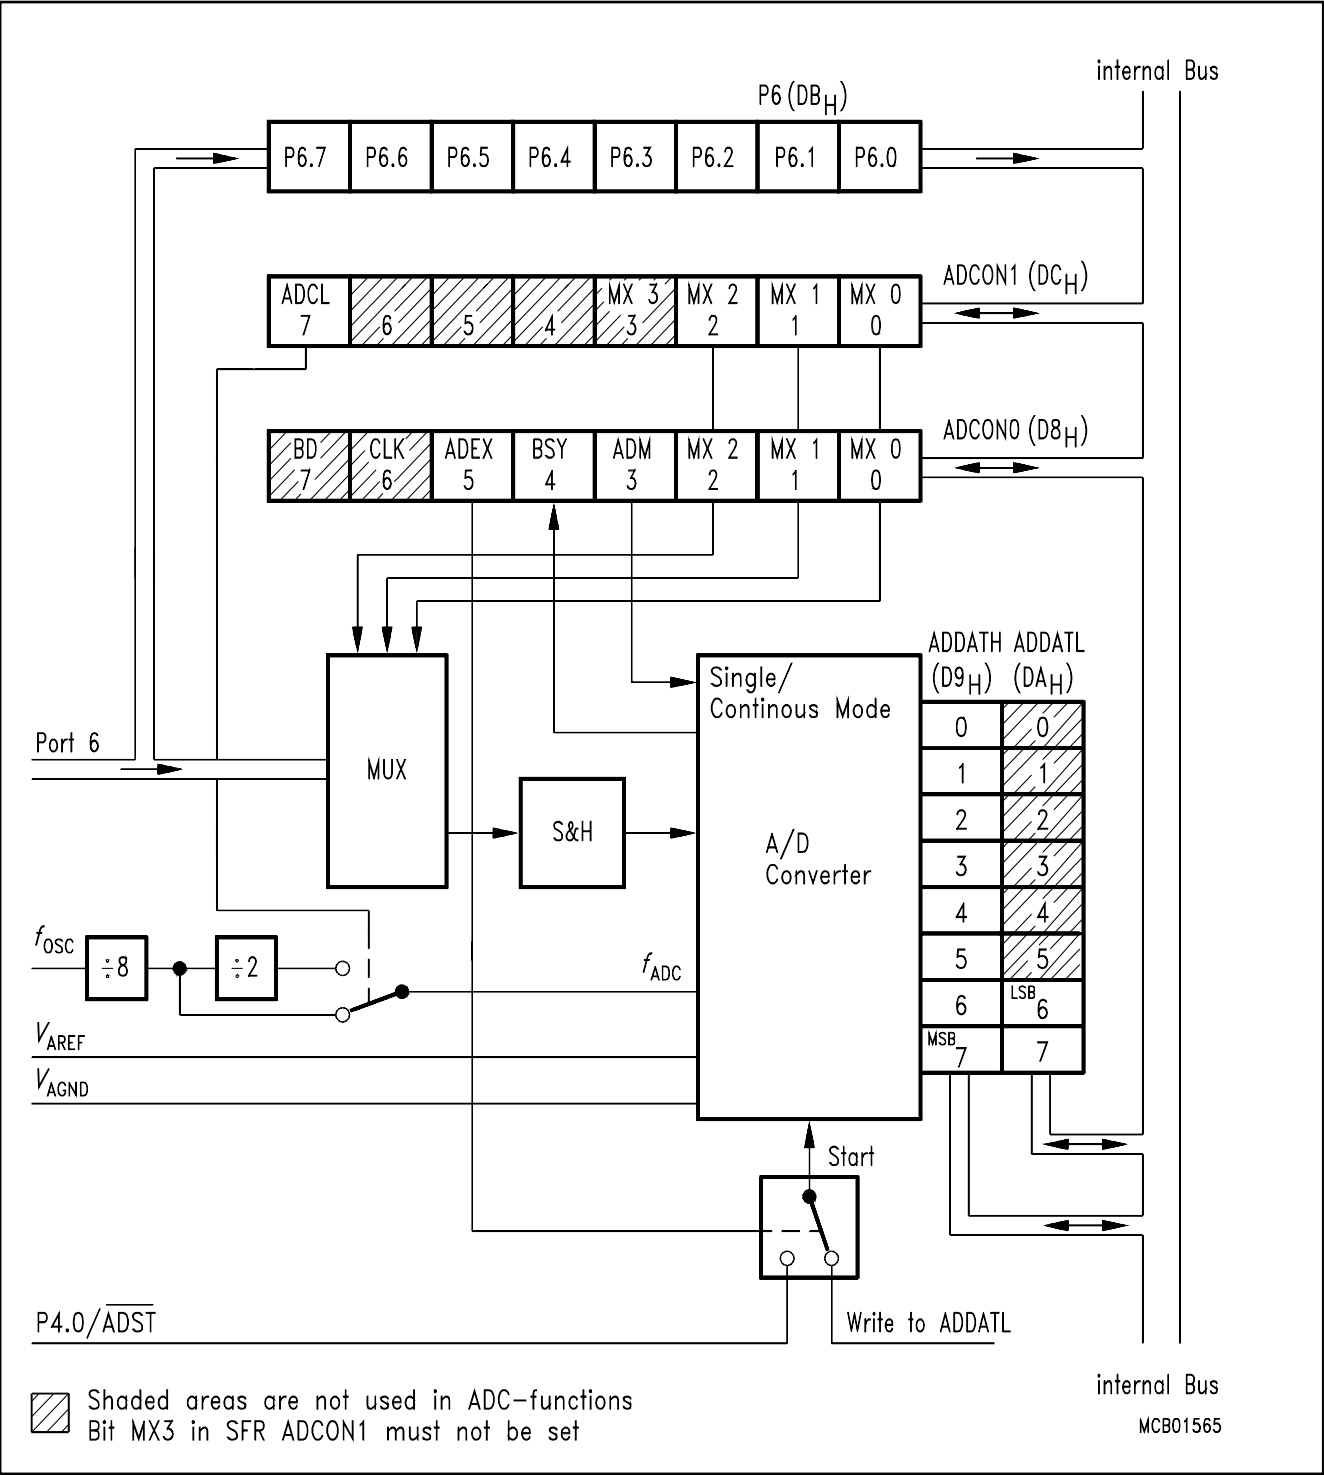 internal Bus
P6 (DBH)
P6.7 P6.6 P6.5 P6.4 P6.3 P6.2 P6.1 P6.0
ADCON1 (DCH)
ADCL MX 3 MX 2 MX 1 MX 0
7 6 5 4 3 2 1 0
ADCON0 (D8H)
BD CLK ADEX BSY ADM MX 2 MX 1 MX 0
7 6 5 4 3 2 1 0
ADDATH ADDATL
(D9H) (DAH)
Single/
Continous Mode
Port 6
MUX
S&H
A/D
Converter
0 0
1 1
2 2
3 3
4 4
5 5
6 LSB 6
MSB 7 7
fOSC
÷8
÷2
fADC
VAREF
VAGND
Start
P4.0/ADST
Write to ADDATL
Shaded areas are not used in ADC-functions
Bit MX3 in SFR ADCON1 must not be set
internal Bus
MCB01565